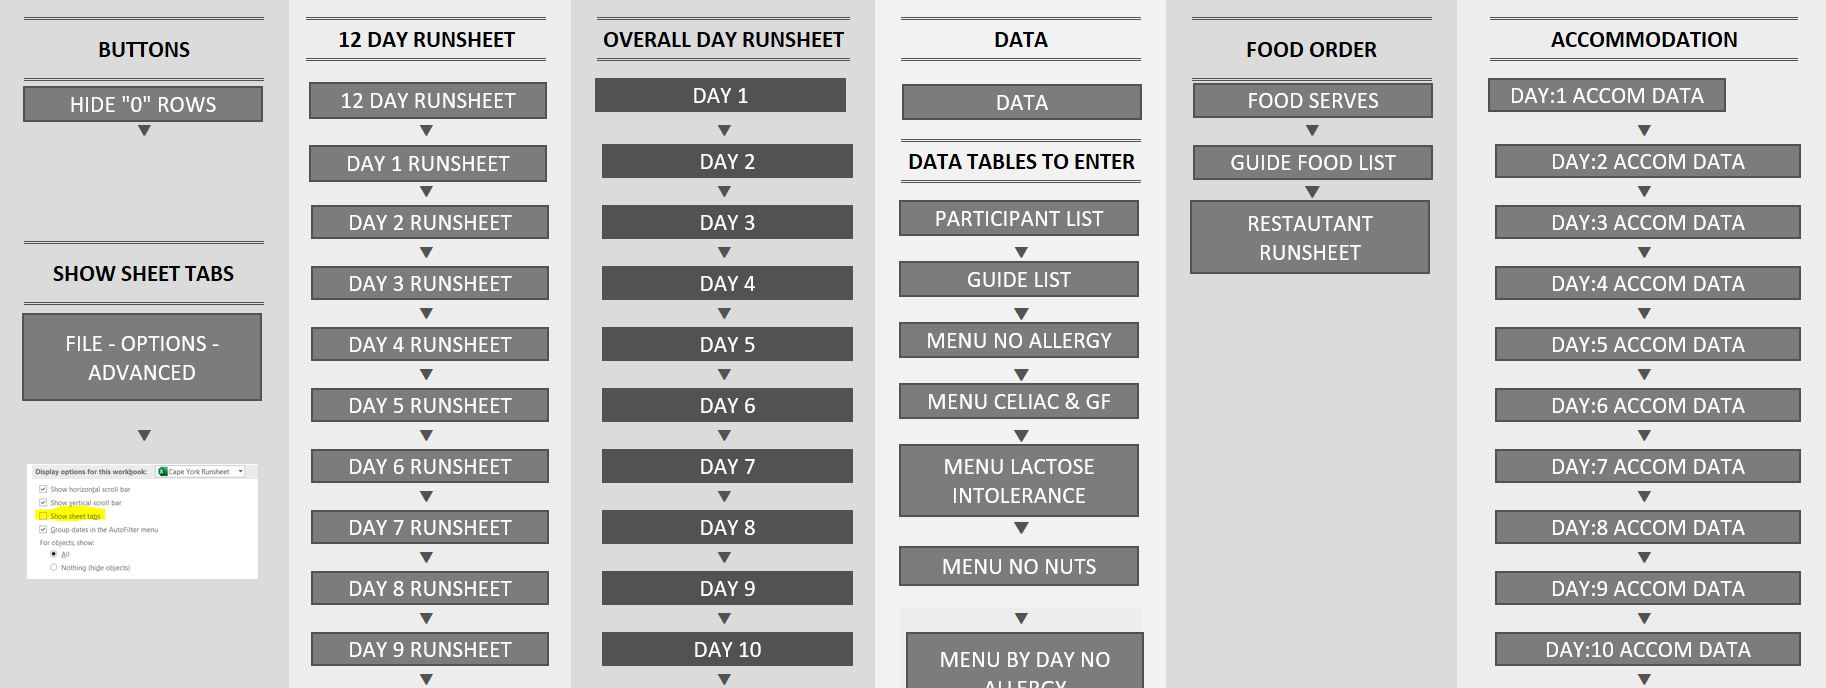 BUTTONS
HIDE "0" ROWS
SHOW SHEET TABS
FILE - OPTIONS -
ADVANCED
Display options for this workbook:
Cape York Runsheet
Show horizontal scroll bar
Show vertical scroll bar
Show sheet tabs
Group dates in the AutoFilter menu
For objects, show:
All
Nothing (hide objects)
12 DAY RUNSHEET
12 DAY RUNSHEET
DAY 1 RUNSHEET
DAY 2 RUNSHEET
DAY 3 RUNSHEET
DAY 4 RUNSHEET
DAY 5 RUNSHEET
DAY 6 RUNSHEET
DAY 7 RUNSHEET
DAY 8 RUNSHEET
DAY 9 RUNSHEET
OVERALL DAY RUNSHEET
DAY 1
DAY 2
DAY 3
DAY 4
DAY 5
DAY 6
DAY 7
DAY 8
DAY 9
DAY 10
DATA
DATA
DATA TABLES TO ENTER
PARTICIPANT LIST
GUIDE LIST
MENU NO ALLERGY
MENU CELIAC & GF
MENU LACTOSE
INTOLERANCE
MENU NO NUTS
MENU BY DAY NO
ALLERGY
FOOD ORDER
FOOD SERVES
GUIDE FOOD LIST
RESTAUTANT
RUNSHEET
ACCOMMODATION
DAY:1 ACCOM DATA
DAY:2 ACCOM DATA
DAY:3 ACCOM DATA
DAY:4 ACCOM DATA
DAY:5 ACCOM DATA
DAY:6 ACCOM DATA
DAY:7 ACCOM DATA
DAY:8 ACCOM DATA
DAY:9 ACCOM DATA
DAY:10 ACCOM DATA